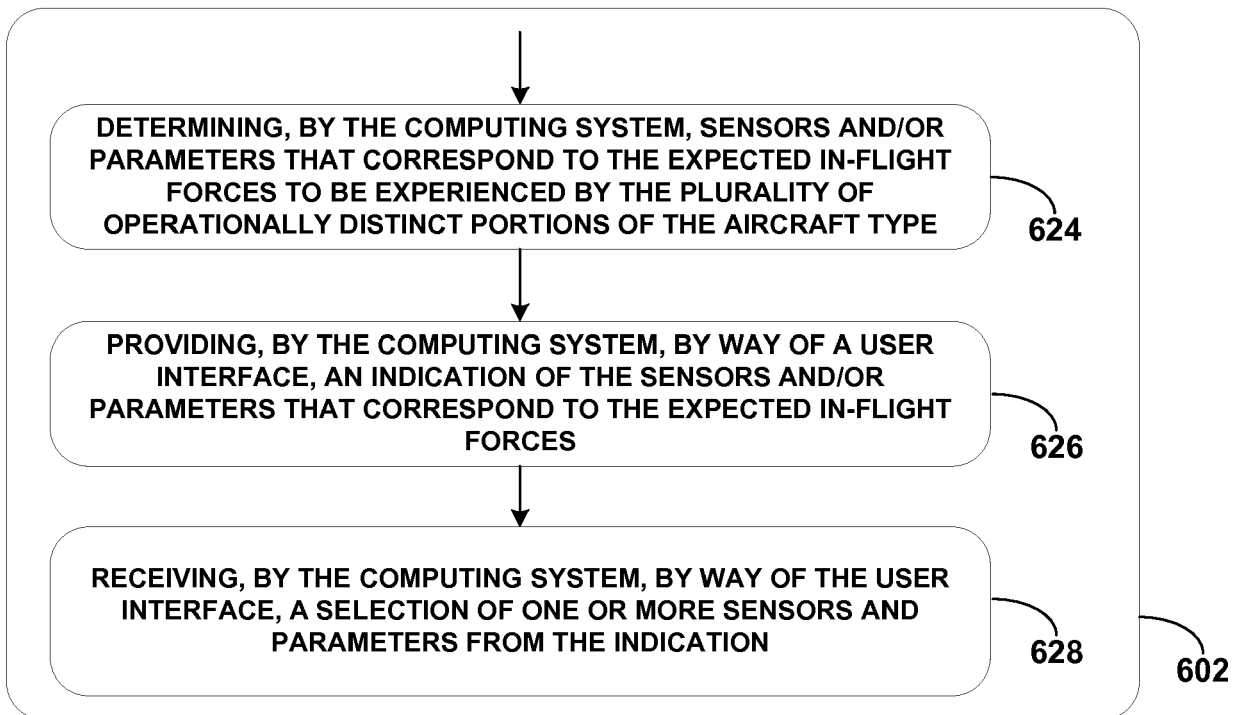 DETERMINING, BY THE COMPUTING SYSTEM, SENSORS AND/OR
PARAMETERS THAT CORRESPOND TO THE EXPECTED IN-FLIGHT
FORCES TO BE EXPERIENCED BY THE PLURALITY OF
OPERATIONALLY DISTINCT PORTIONS OF THE AIRCRAFT TYPE
624
PROVIDING, BY THE COMPUTING SYSTEM, BY WAY OF A USER
INTERFACE, AN INDICATION OF THE SENSORS AND/OR
PARAMETERS THAT CORRESPOND TO THE EXPECTED IN-FLIGHT
FORCES
626
RECEIVING, BY THE COMPUTING SYSTEM, BY WAY OF THE USER
INTERFACE, A SELECTION OF ONE OR MORE SENSORS AND
PARAMETERS FROM THE INDICATION
628
602